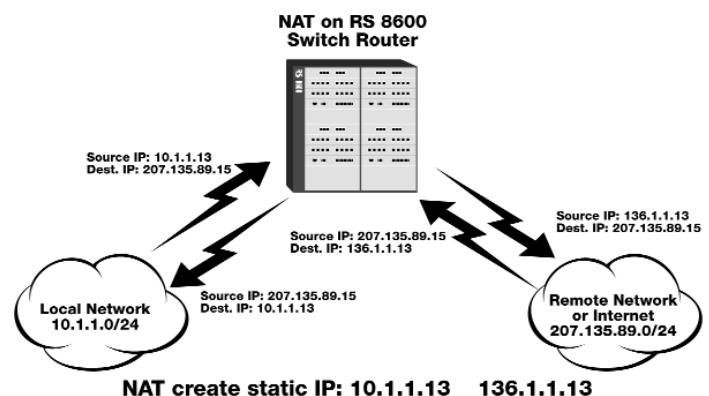 NAT on RS 8600
Switch Router
Source IP: 10.1.1.13
Dest. IP: 207.135.89.15
Source IP: 136.1.1.13
Dest. IP: 207.135.89.15
Source IP: 207.135.89.15
Dest. IP: 136.1.1.13
Source IP: 207.135.89.15
Dest. IP: 10.1.1.13
Local Network
10.1.1.0/24
Remote Network
or Internet
207.135.89.0/24
NAT create static IP: 10.1.1.13 136.1.1.13